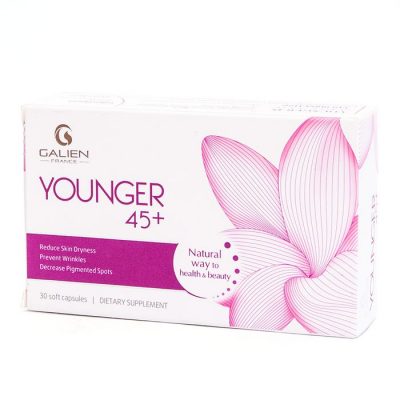 GALIEN
FRANCE
YOUNGER
45+
Reduce Skin Dryness
Prevent Wrinkles
Decrease Pigmented Spots
Natural
way to
health & beauty
30 soft capsules | DIETARY SUPPLEMENT
YOUNGER